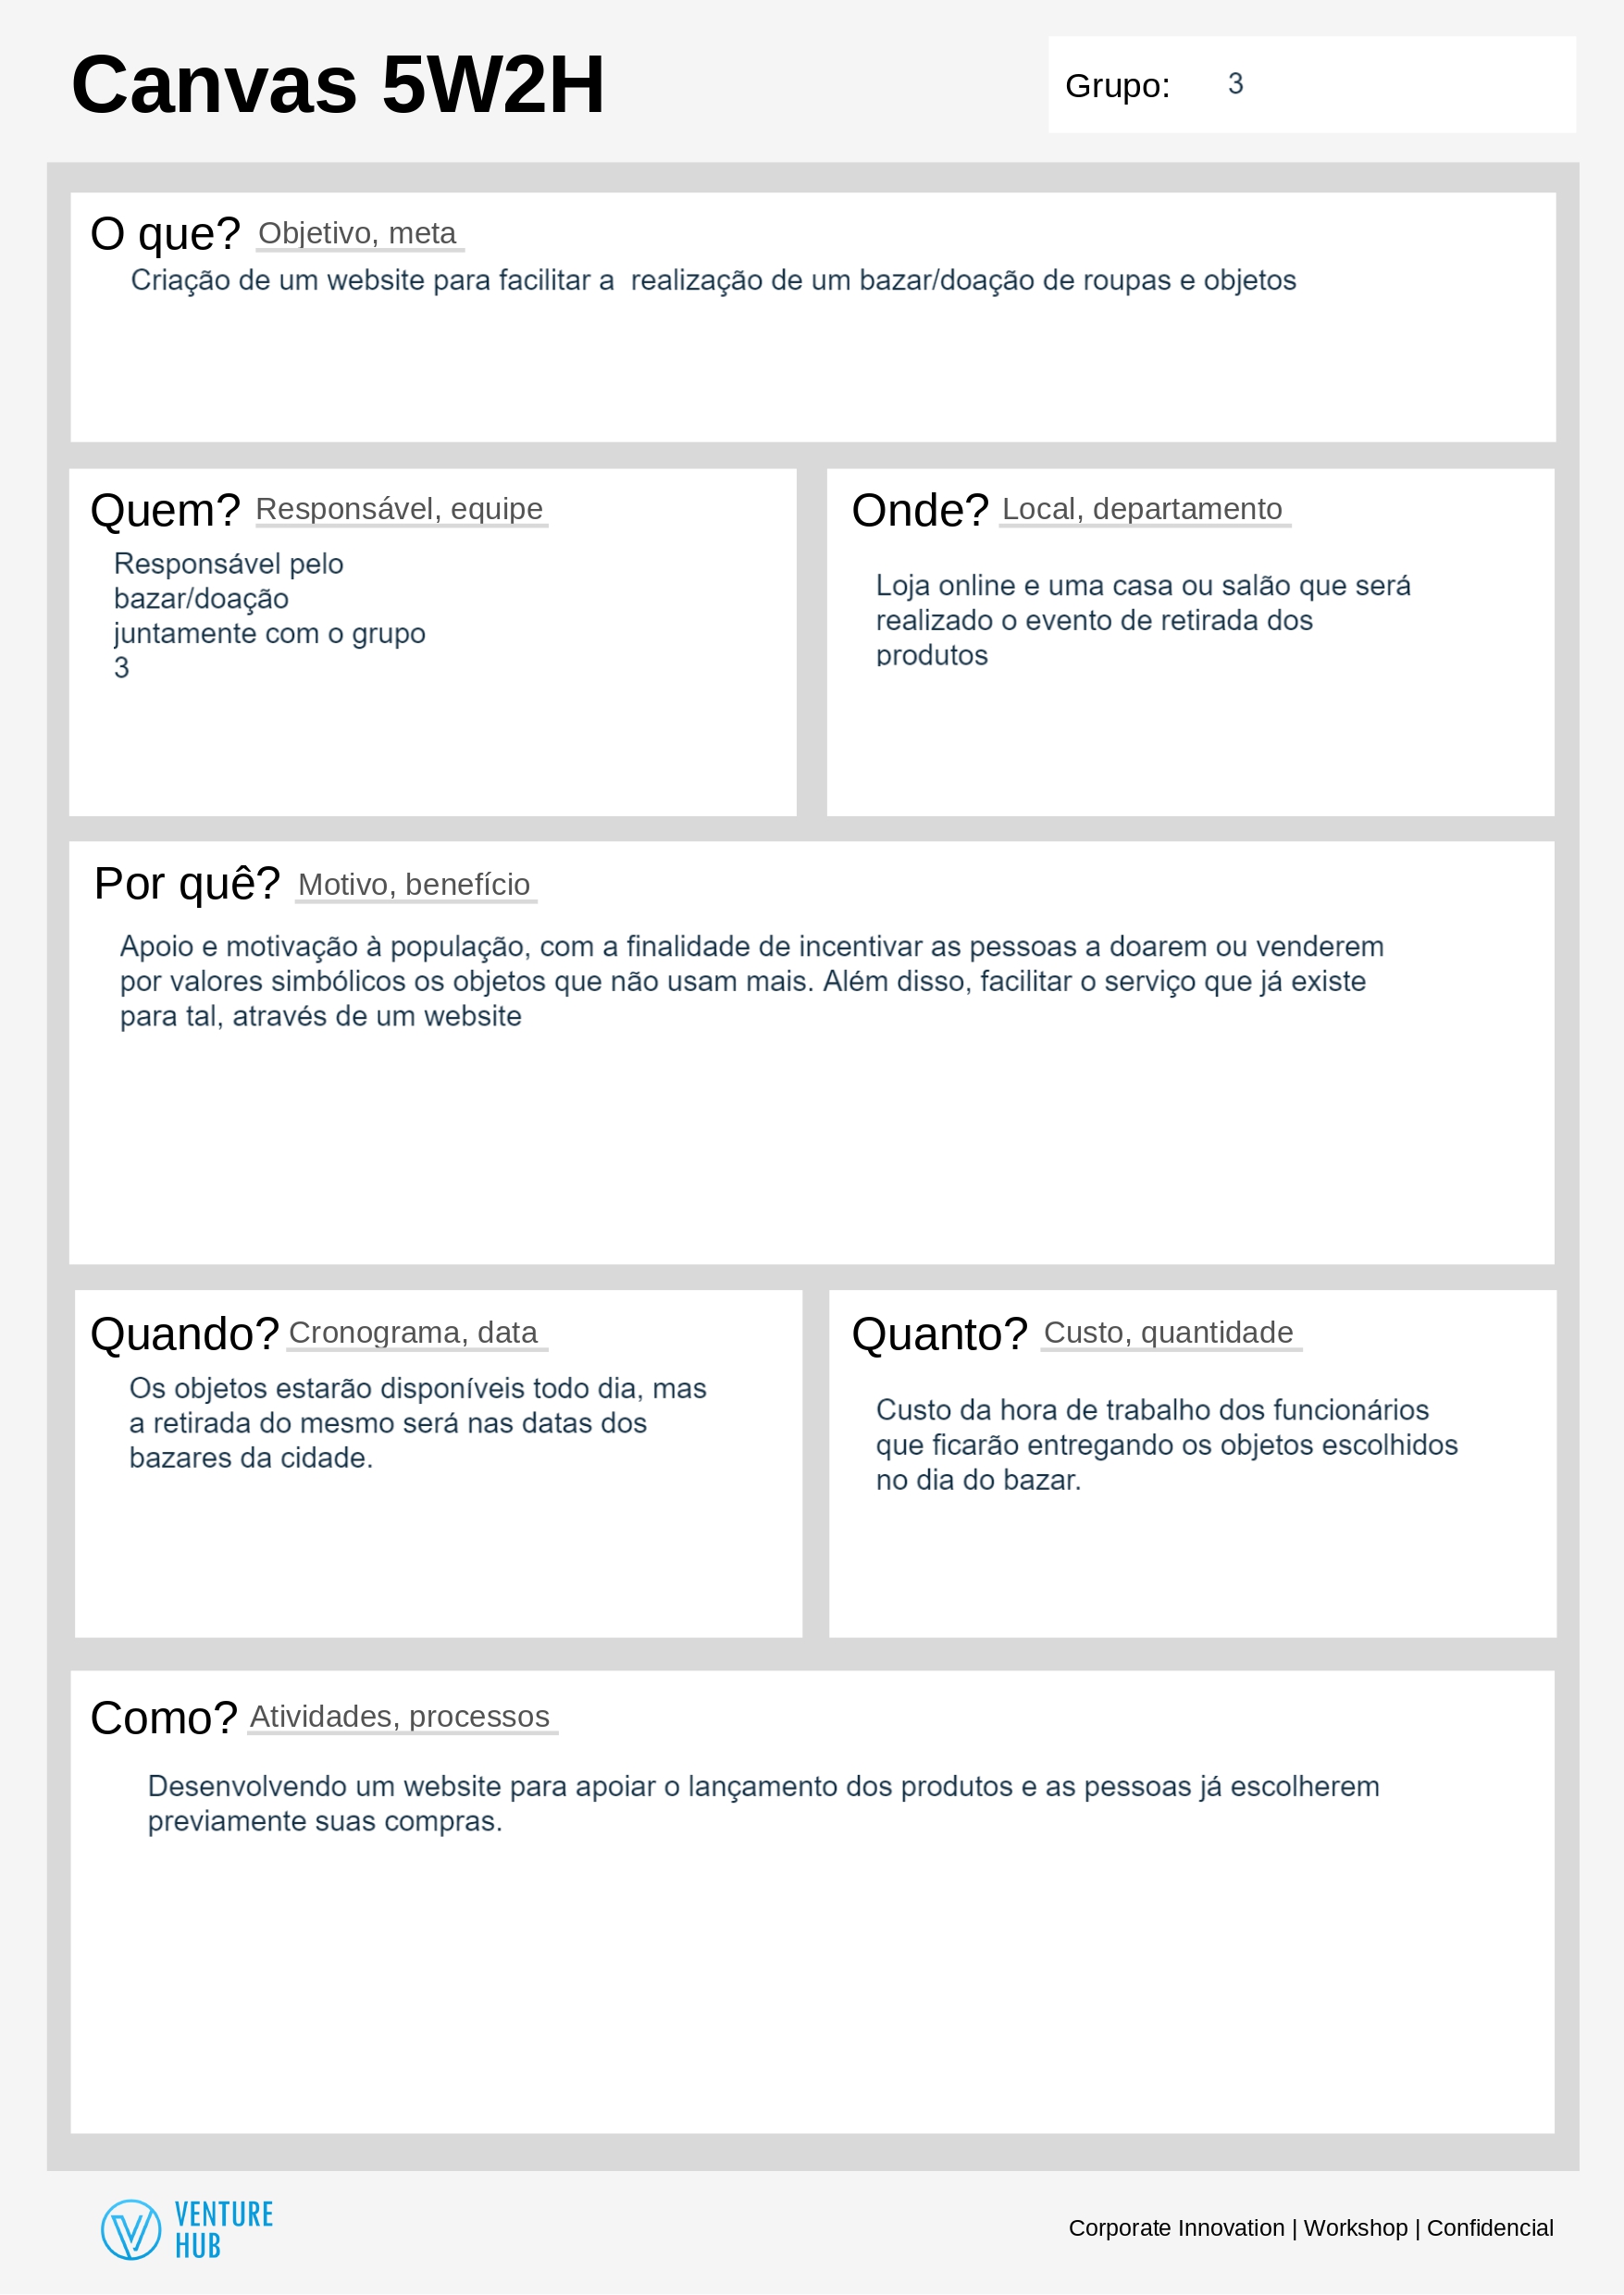 Canvas 5W2H
Grupo: 3
O que? Objetivo, meta
Criação de um website para facilitar a  realização de um bazar/doação de roupas e objetos
Quem? Responsável, equipe
Responsável pelo
bazar/doação
juntamente com o grupo
3
Onde? Local, departamento
Loja online e uma casa ou salão que será
realizado o evento de retirada dos
produtos
Por quê? Motivo, benefício
Apoio e motivação à população, com a finalidade de incentivar as pessoas a doarem ou venderem
por valores simbólicos os objetos que não usam mais. Além disso, facilitar o serviço que já existe
para tal, através de um website
Quando? Cronograma, data
Os objetos estarão disponíveis todo dia, mas
a retirada do mesmo será nas datas dos
bazares da cidade.
Quanto? Custo, quantidade
Custo da hora de trabalho dos funcionários
que ficarão entregando os objetos escolhidos
no dia do bazar.
Como? Atividades, processos
Desenvolvendo um website para apoiar o lançamento dos produtos e as pessoas já escolherem
previamente suas compras.
VENTURE
HUB
Corporate Innovation | Workshop | Confidencial